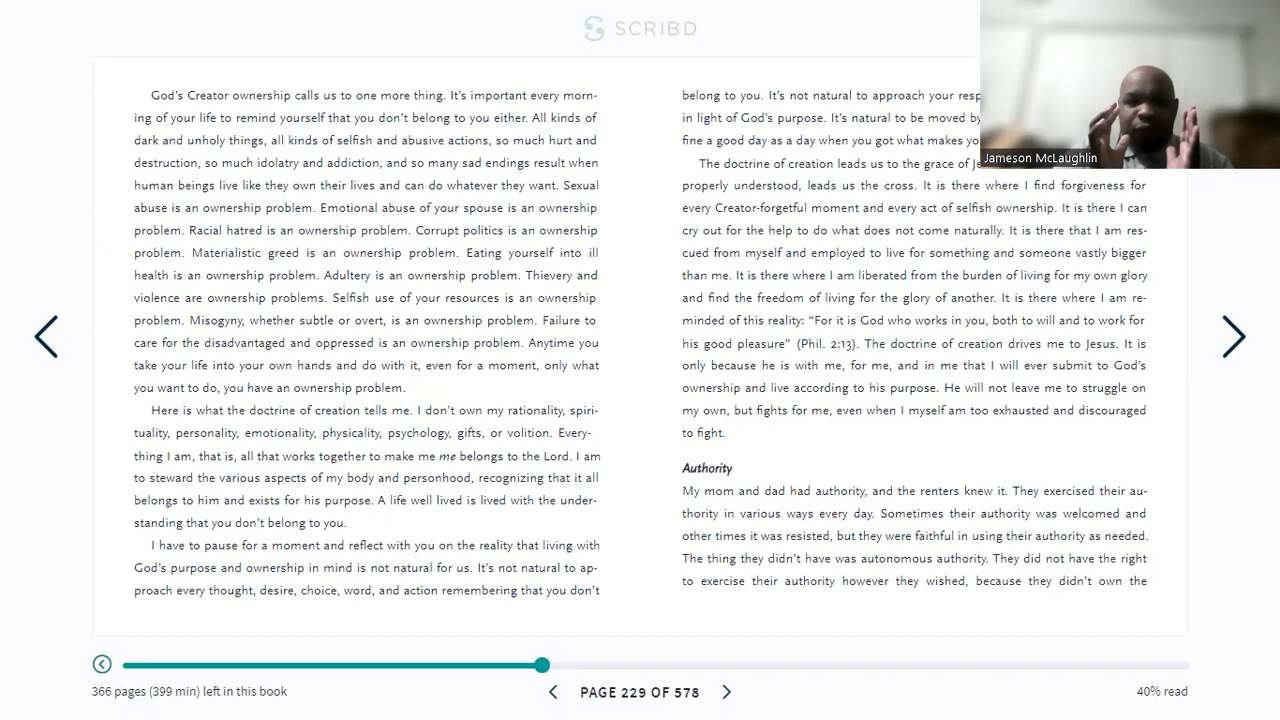 SCRIBD
God's Creator ownership calls us to one more thing. It's important every morn-
ing of your life to remind yourself that you don't belong to you either. All kinds of
dark and unholy things, all kinds of selfish and abusive actions, so much hurt and
destruction, so much idolatry and addiction, and so many sad endings result when
human beings live like they own their lives and can do whatever they want. Sexual
abuse is an ownership problem. Emotional abuse of your spouse is an ownership
problem. Racial hatred is an ownership problem. Corrupt politics is an ownership
problem. Materialistic greed is an ownership problem. Eating yourself into ill
health is an ownership problem. Adultery is an ownership problem. Thievery and
violence are ownership problems. Selfish use of your resources is an ownership
problem. Misogyny, whether subtle or overt, is an ownership problem. Failure to
care for the disadvantaged and oppressed is an ownership problem. Anytime you
take your life into your own hands and do with it, even for a moment, only what
you want to do, you have an ownership problem.
Here is what the doctrine of creation tells me. I don't own my rationality, spiri-
tuality, personality, emotionality, physicality, psychology, gifts, or volition. Every-
thing I am, that is, all that works together to make me me belongs to the Lord. I am
to steward the various aspects of my body and personhood, recognizing that it all
belongs to him and exists for his purpose. A life well lived is lived with the under-
standing that you don't belong to you.
I have to pause for a moment and reflect with you on the reality that living with
God's purpose and ownership in mind is not natural for us. It's not natural to ap-
proach every thought, desire, choice, word, and action remembering that you don't
belong to you. It's not natural to approach your
in light of God's purpose. It's natural to be moved by
fine a good day as a day when you got what makes
The doctrine of creation leads us to the grace of
properly understood, leads us the cross. It is there where I find forgiveness for
every Creator-forgetful moment and every act of selfish ownership. It is there I can
cry out for the help to do what does not come naturally. It is there that I am res-
cued from myself and employed to live for something and someone vastly bigger
than me. It is there where I am liberated from the burden of living for my own glory
and find the freedom of living for the glory of another. It is there where I am re-
minded of this reality: "For it is God who works in you, both to will and to work for
his good pleasure" (Phil. 2:13). The doctrine of creation drives me to Jesus. It is
only because he is with me, for me, and in me that I will ever submit to God's
ownership and live according to his purpose. He will not leave me to struggle on
my own, but fights for me, even when I myself am too exhausted and discouraged
to fight.
Authority
My mom and dad had authority, and the renters knew it. They exercised their au-
thority in various ways every day. Sometimes their authority was welcomed and
other times it was resisted, but they were faithful in using their authority as needed.
The thing they didn't have was autonomous authority. They did not have the right
to exercise their authority however they wished, because they didn't own the
Jameson McLaughlin
366 pages (399 min) left in this book
PAGE 229 OF 578
40% read